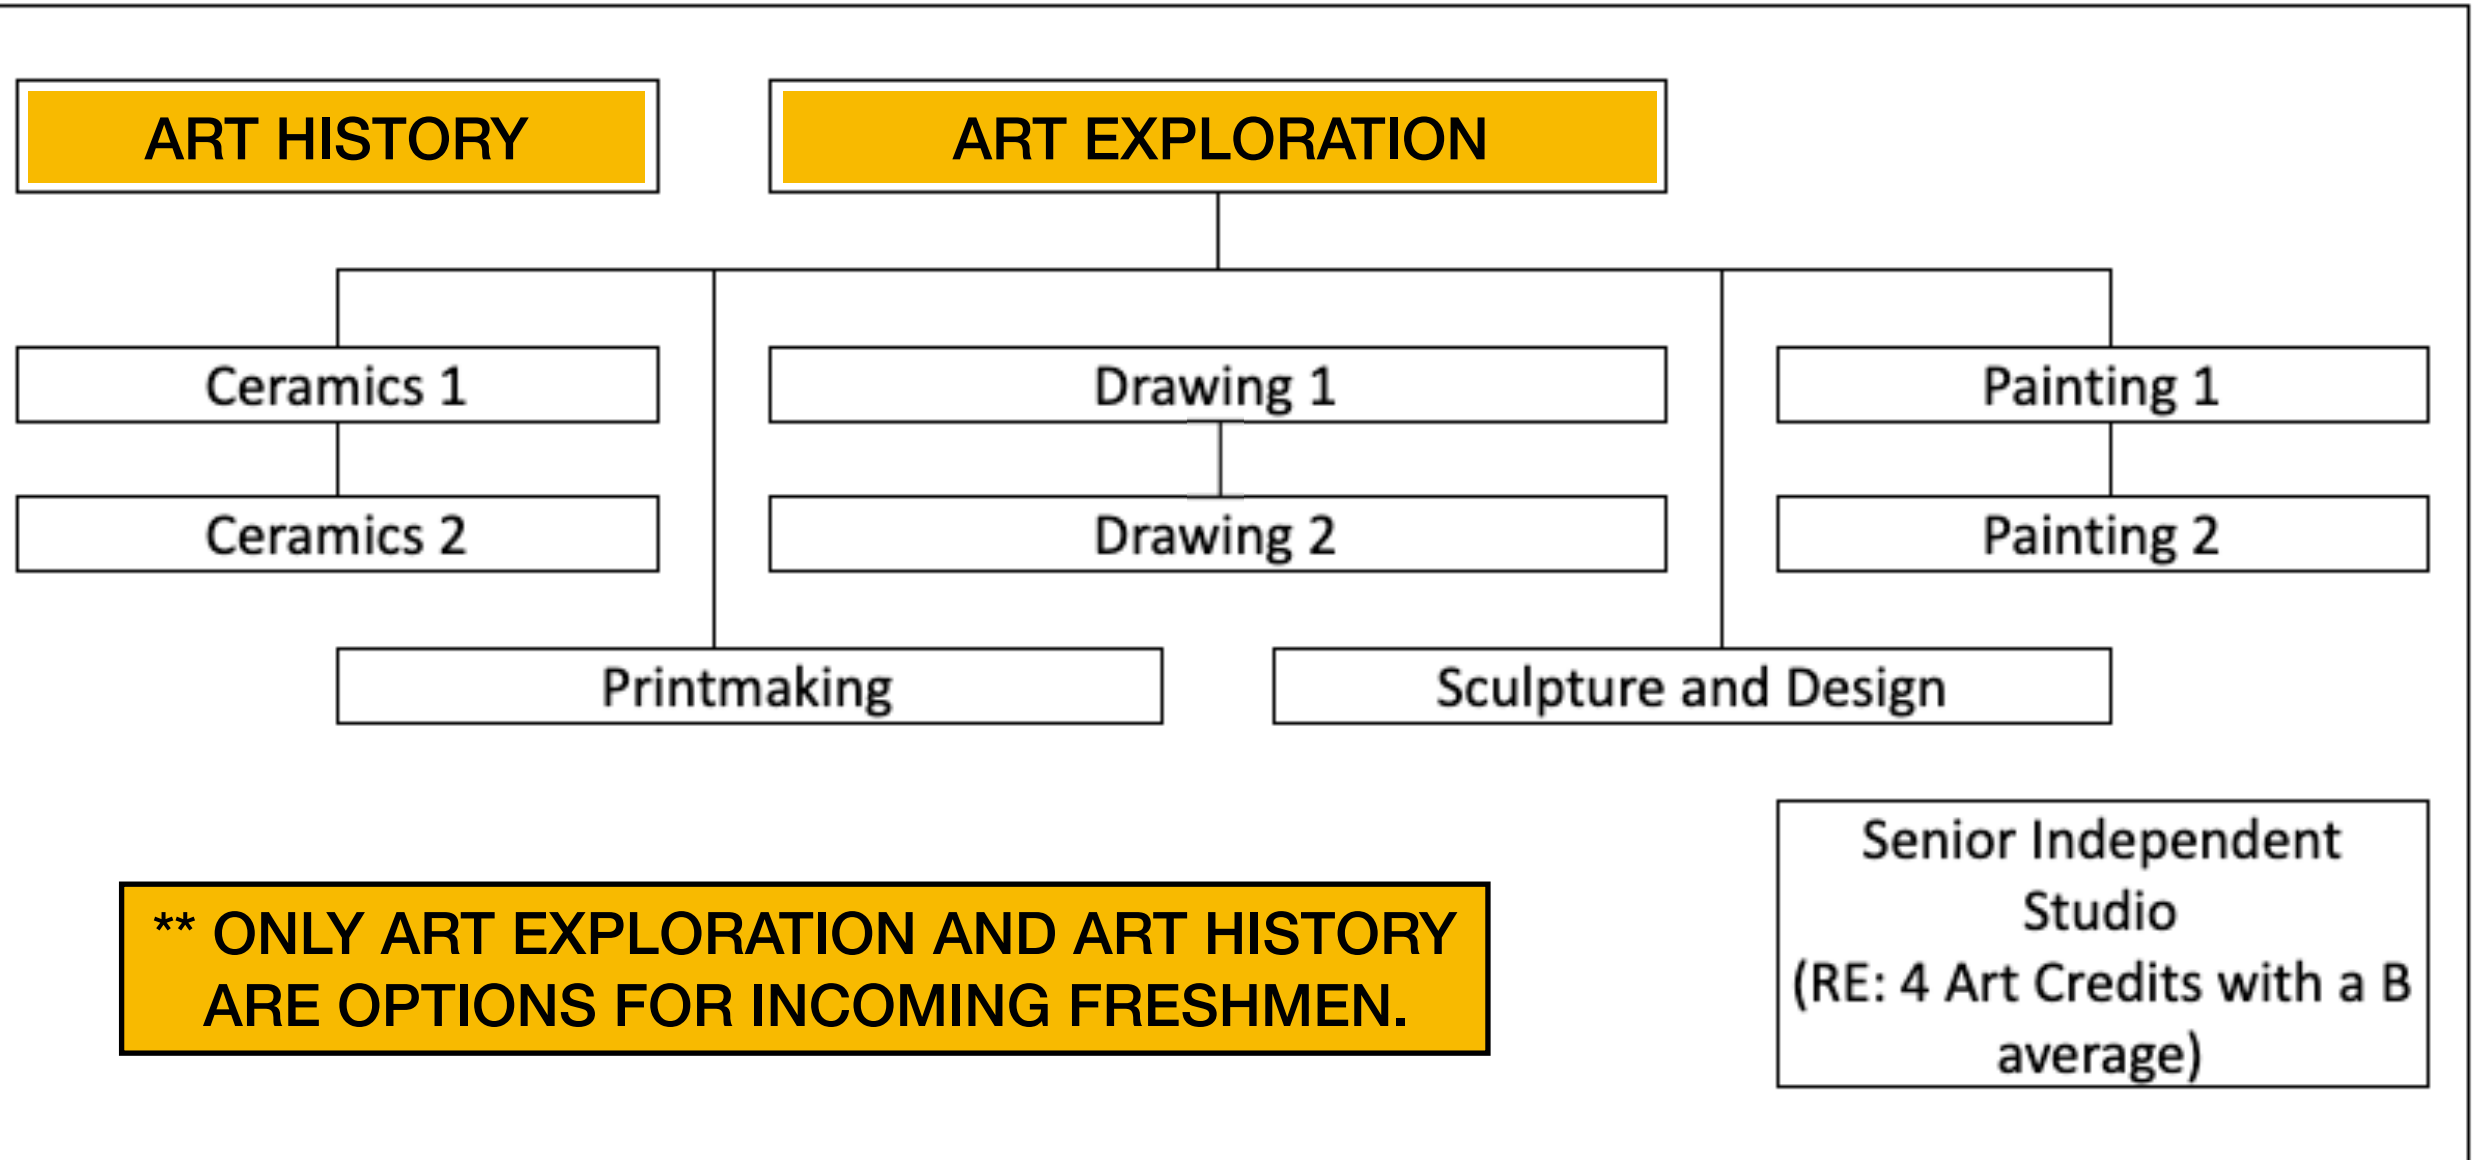 ART HISTORY
ART EXPLORATION
Ceramics 1
Drawing 1
Painting 1
Ceramics 2
Drawing 2
Painting 2
Printmaking
Sculpture and Design
Senior Independent
Studio
(RE: 4 Art Credits with a B
average)
** ONLY ART EXPLORATION AND ART HISTORY
ARE OPTIONS FOR INCOMING FRESHMEN.